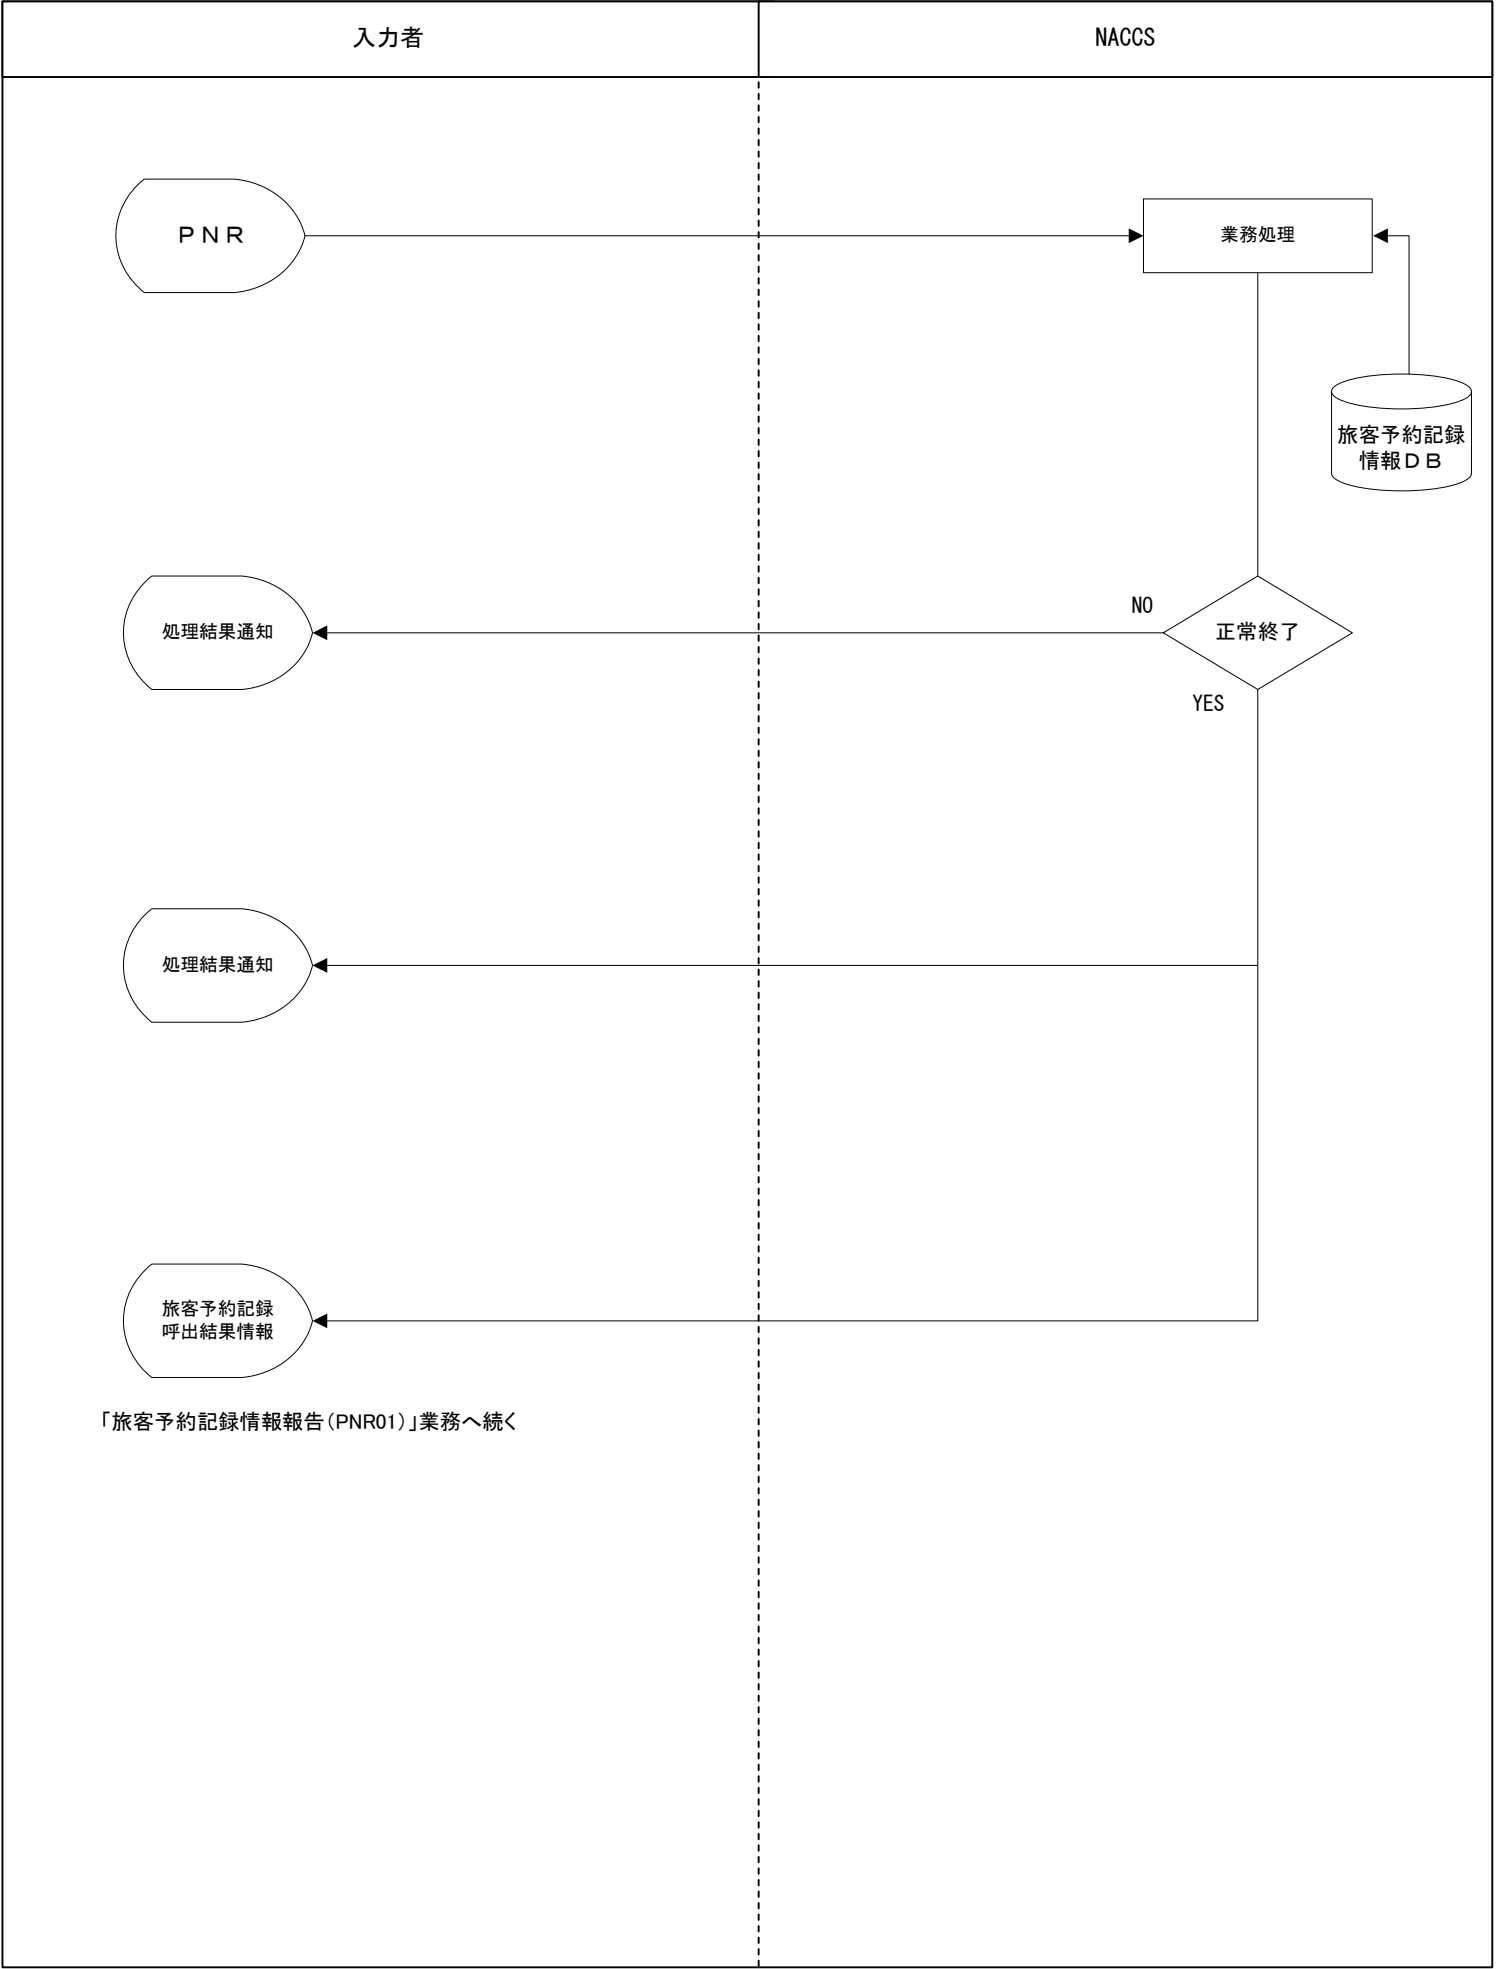 入力者
NACCS
ＰＮＲ
業務処理
旅客予約記録
情報ＤＢ
NO
処理結果通知
正常終了
YES
処理結果通知
旅客予約記録
呼出結果情報
「旅客予約記録情報報告（PNR01）」業務へ続く